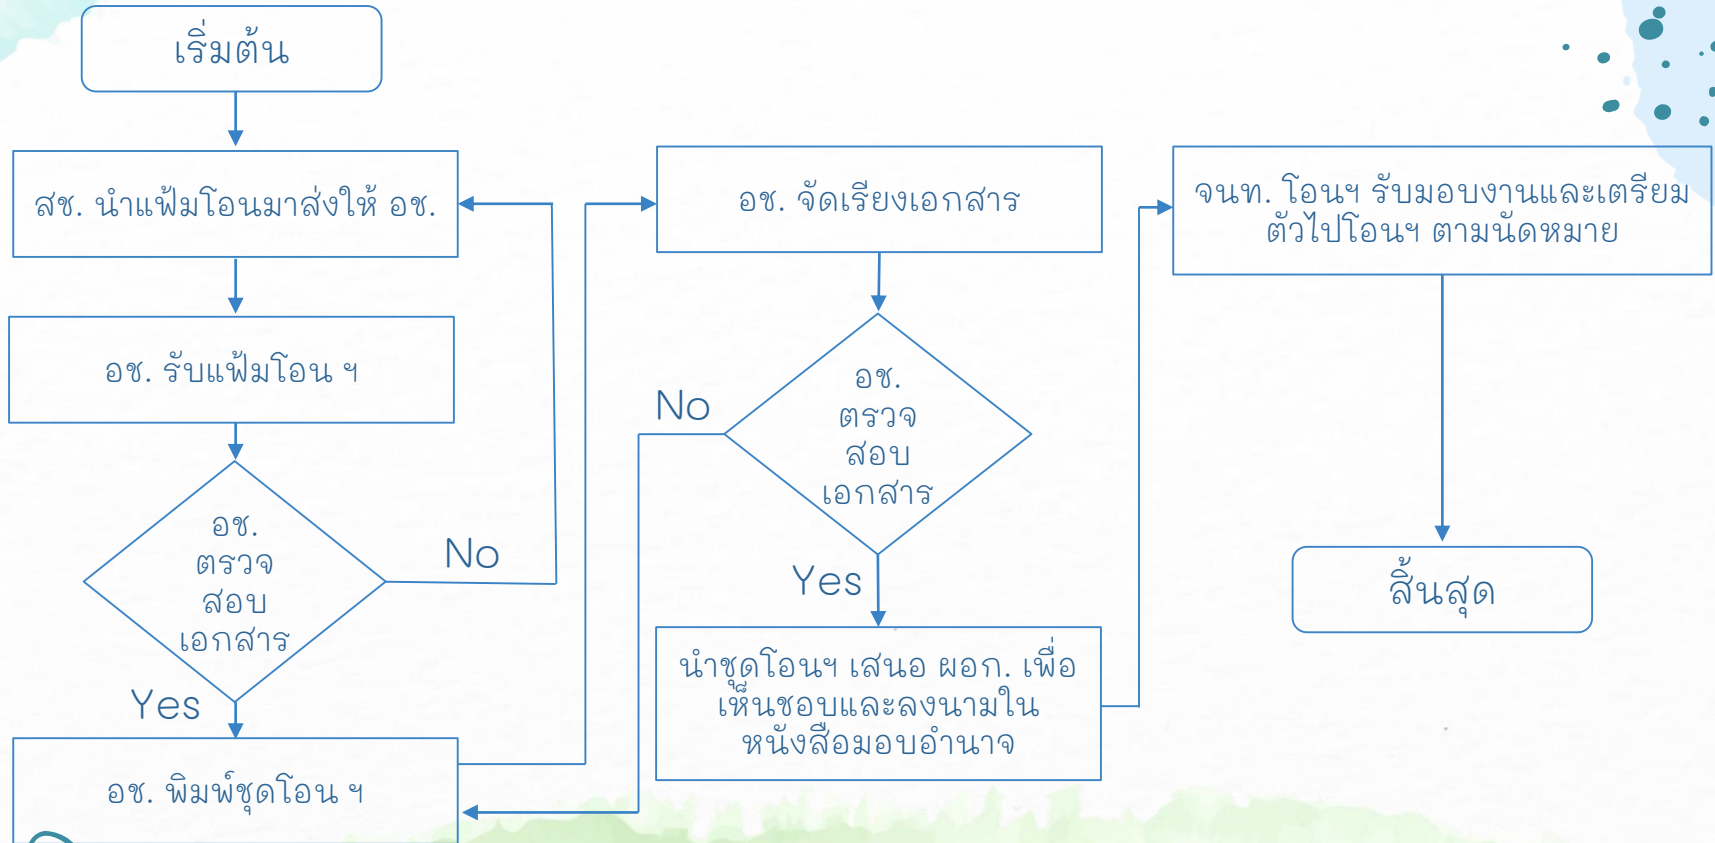 เริ่มต้น
สช. นำแฟ้มโอนมาส่งให้ อช.
อช. รับแฟ้มโอน ฯ
อช.
ตรวจ
สอบ
เอกสาร
No
Yes
อช. พิมพ์ชุดโอน ฯ
อช. จัดเรียงเอกสาร
อช.
ตรวจ
สอบ
เอกสาร
No
Yes
นำชุดโอนฯ เสนอ ผอก. เพื่อ
เห็นชอบและลงนามใน
หนังสือมอบอำนาจ
จนท. โอนฯ รับมอบงานและเตรียม
ตัวไปโอนฯ ตามนัดหมาย
สิ้นสุด